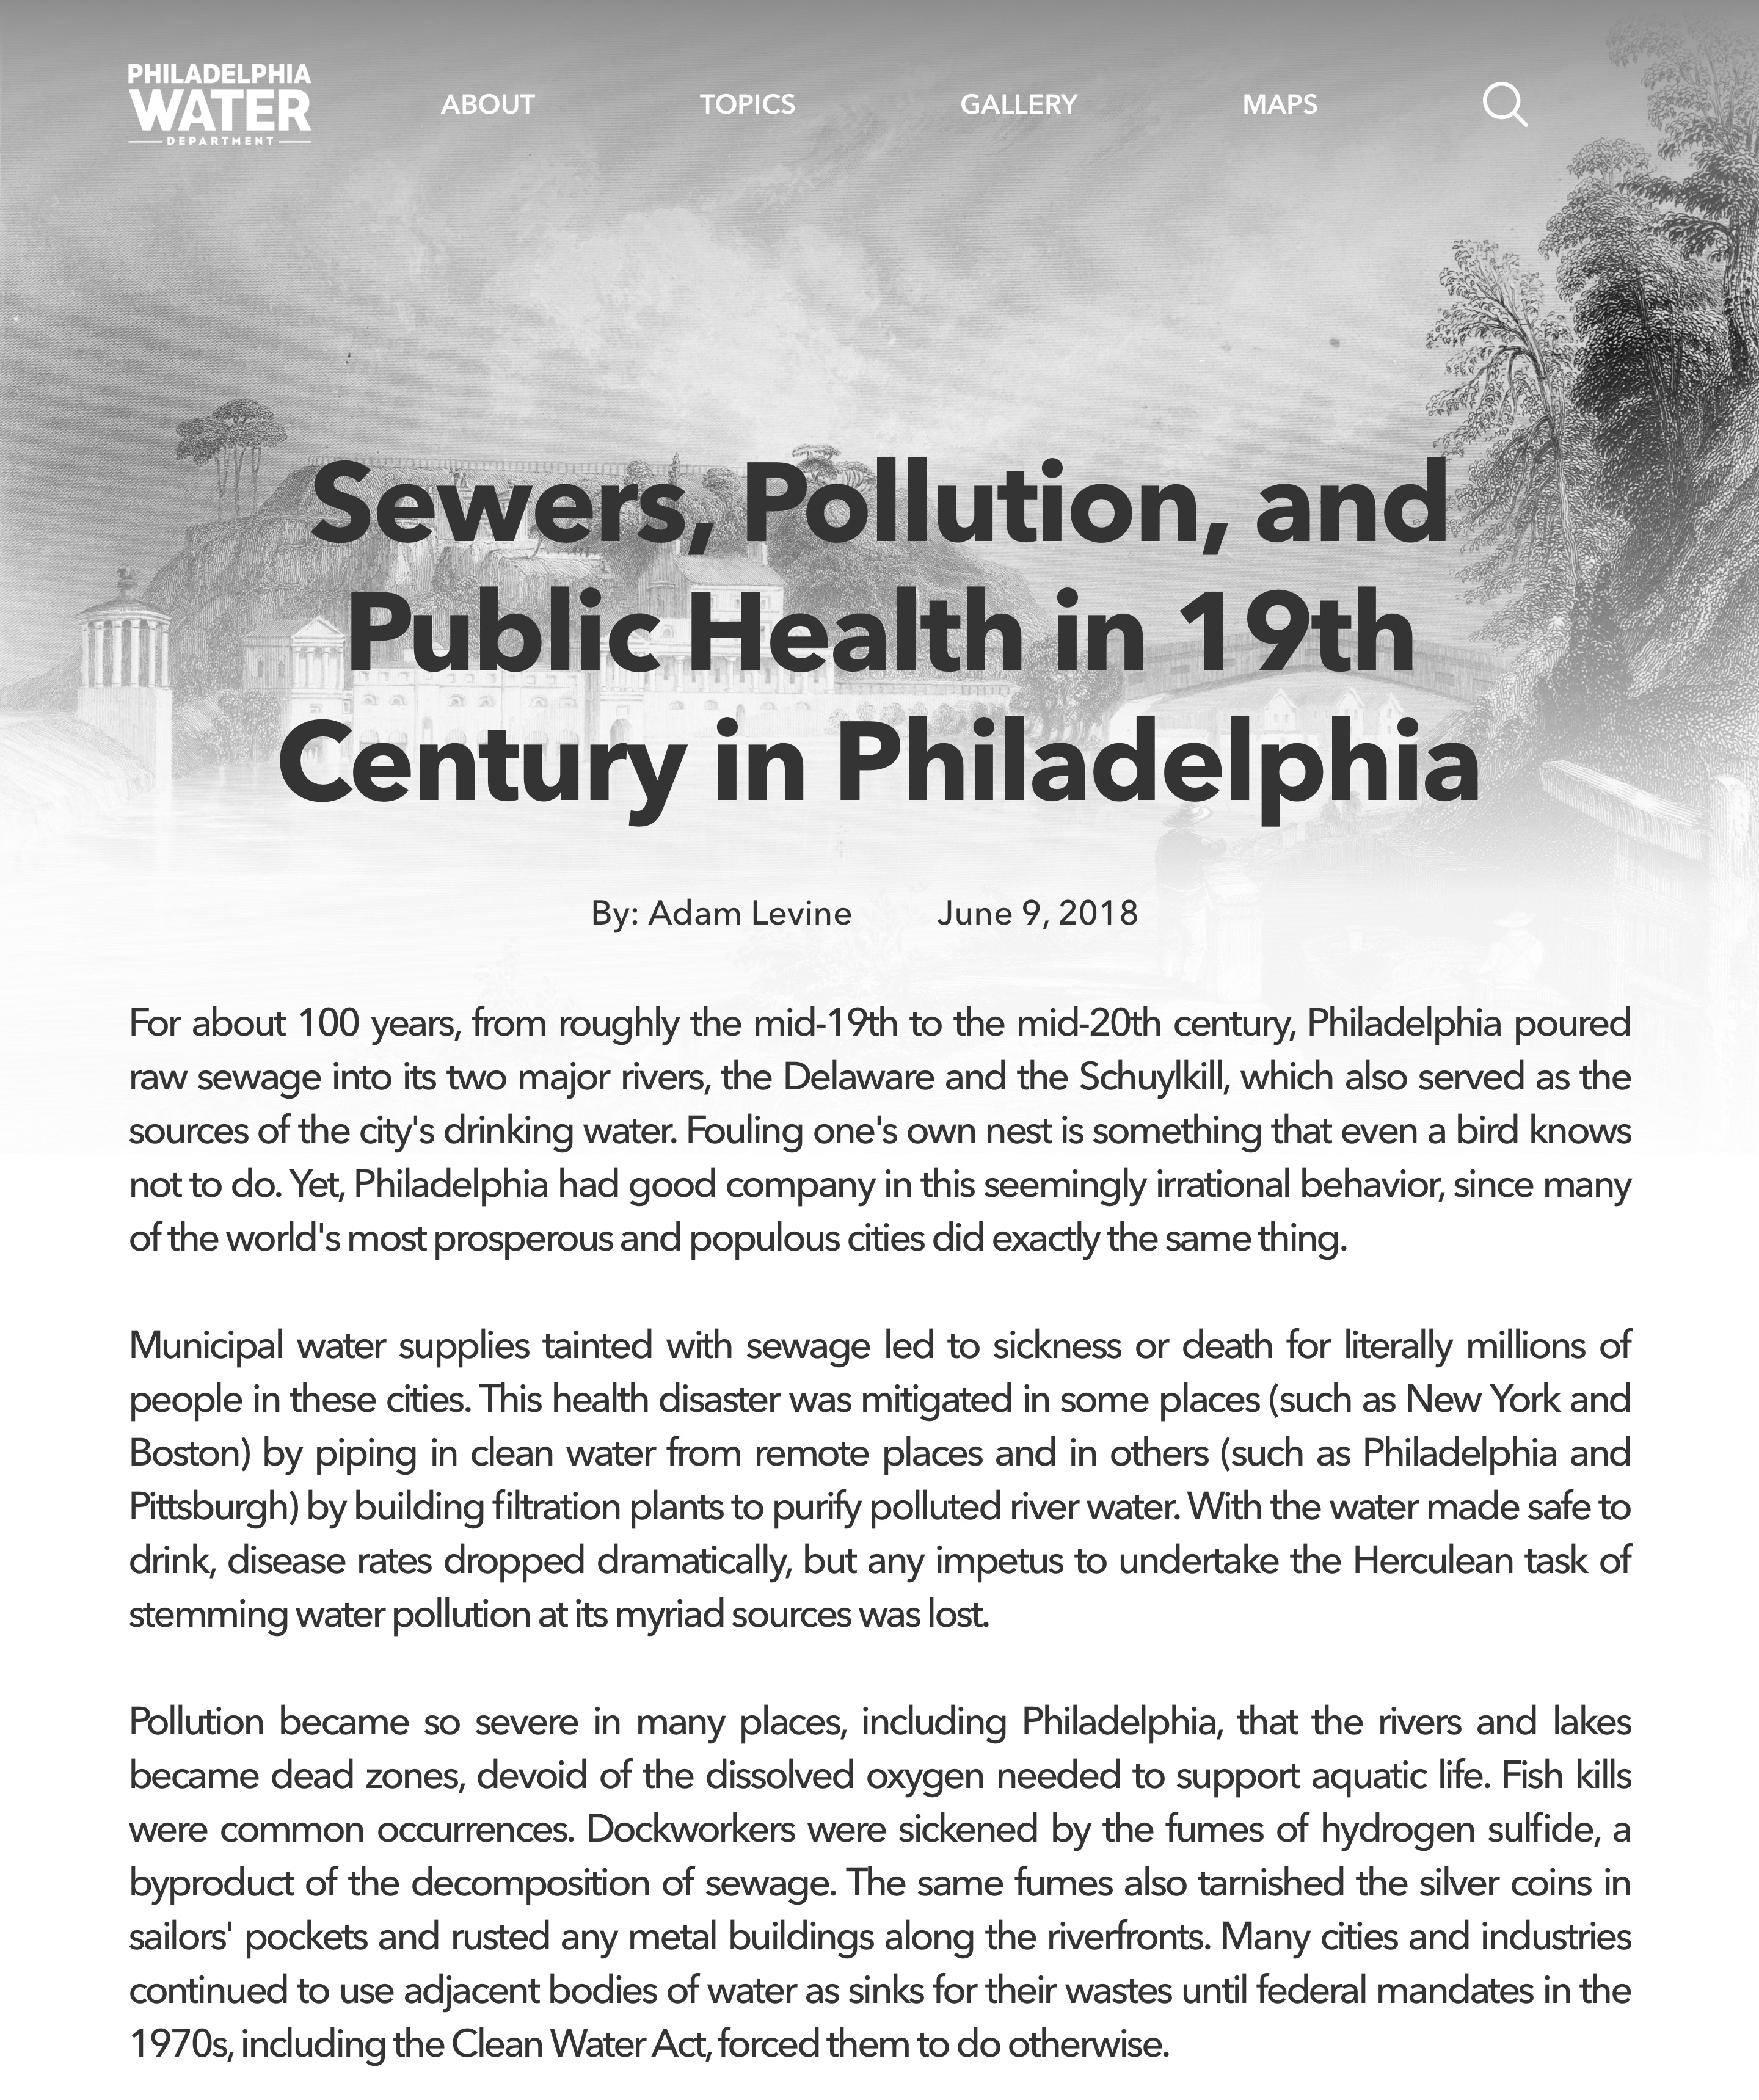 PHILADELPHIA
WATER
DEPARTMENT
ABOUT
TOPICS
GALLERY
MAPS
Sewers, Pollution, and
Public Health in 19th
Century in Philadelphia
By: Adam Levine
June 9, 2018
For about 100 years, from roughly the mid-19th to the mid-20th century, Philadelphia poured
raw sewage into its two major rivers, the Delaware and the Schuylkill, which also served as the
sources of the city's drinking water. Fouling one's own nest is something that even a bird knows
not to do. Yet, Philadelphia had good company in this seemingly irrational behavior, since many
of the world's most prosperous and populous cities did exactly the same thing.
Municipal water supplies tainted with sewage led to sickness or death for literally millions of
people in these cities. This health disaster was mitigated in some places (such as New York and
Boston) by piping in clean water from remote places and in others (such as Philadelphia and
Pittsburgh) by building filtration plants to purify polluted river water. With the water made safe to
drink, disease rates dropped dramatically, but any impetus to undertake the Herculean task of
stemming water pollution at its myriad sources was lost.
Pollution became so severe in many places, including Philadelphia, that the rivers and lakes
became dead zones, devoid of the dissolved oxygen needed to support aquatic life. Fish kills
were common occurrences. Dockworkers were sickened by the fumes of hydrogen sulfide, a
byproduct of the decomposition of sewage. The same fumes also tarnished the silver coins in
sailors' pockets and rusted any metal buildings along the riverfronts. Many cities and industries
continued to use adjacent bodies of water as sinks for their wastes until federal mandates in the
1970s, including the Clean Water Act, forced them to do otherwise.